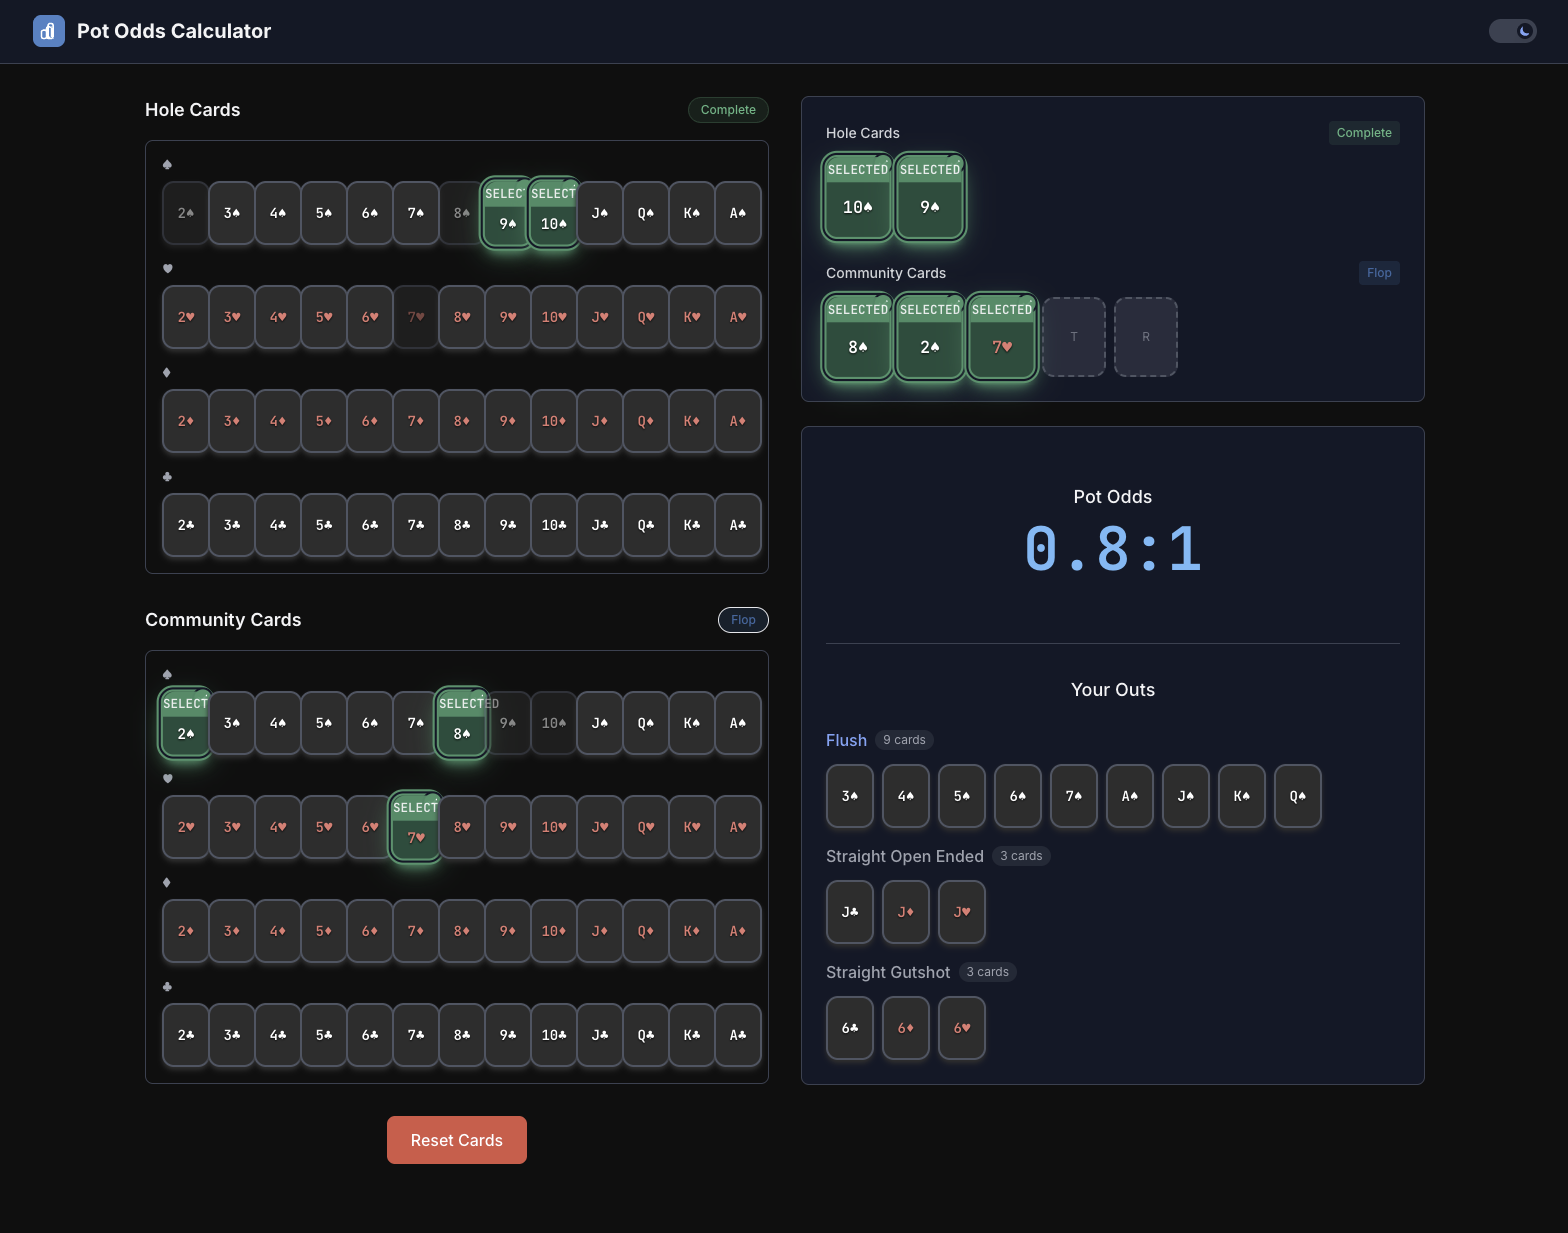 Pot Odds Calculator
Hole Cards
Complete
♠
2♠ 3♠ 4♠ 5♠ 6♠ 7♠ 8♠ SELECT 9♠ SELECT 10♠ J♠ Q♠ K♠ A♠
♥
2♥ 3♥ 4♥ 5♥ 6♥ 7♥ 8♥ 9♥ 10♥ J♥ Q♥ K♥ A♥
♦
2♦ 3♦ 4♦ 5♦ 6♦ 7♦ 8♦ 9♦ 10♦ J♦ Q♦ K♦ A♦
♣
2♣ 3♣ 4♣ 5♣ 6♣ 7♣ 8♣ 9♣ 10♣ J♣ Q♣ K♣ A♣
Community Cards
Flop
♠
SELECT 2♠ 3♠ 4♠ 5♠ 6♠ 7♠ SELECTED 8♠ 9♠ 10♠ J♠ Q♠ K♠ A♠
♥
2♥ 3♥ 4♥ 5♥ 6♥ SELECT 7♥ 8♥ 9♥ 10♥ J♥ Q♥ K♥ A♥
♦
2♦ 3♦ 4♦ 5♦ 6♦ 7♦ 8♦ 9♦ 10♦ J♦ Q♦ K♦ A♦
♣
2♣ 3♣ 4♣ 5♣ 6♣ 7♣ 8♣ 9♣ 10♣ J♣ Q♣ K♣ A♣
Reset Cards
Hole Cards
Complete
SELECTED SELECTED
10♠ 9♠
Community Cards
Flop
SELECTED SELECTED SELECTED
8♠ 2♠ 7♥ T R
Pot Odds
0.8:1
Your Outs
Flush 9 cards
3♠ 4♠ 5♠ 6♠ 7♠ A♠ J♠ K♠ Q♠
Straight Open Ended 3 cards
J♣ J♦ J♥
Straight Gutshot 3 cards
6♣ 6♦ 6♥